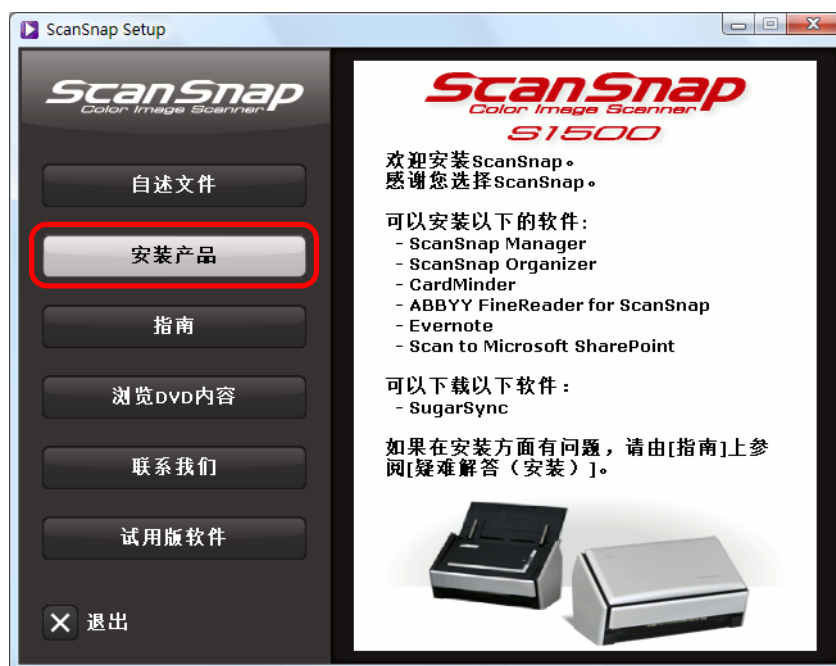 ScanSnap Setup
ScanSnap
Color Image Scanner
自述文件
安装产品
指南
浏览DVD内容
联系我们
试用版软件
退出
ScanSnap
Color Image Scanner
S1500
欢迎安装ScanSnap。
感谢您选择ScanSnap。
可以安装以下的软件:
- ScanSnap Manager
- ScanSnap Organizer
- CardMinder
- ABBYY FineReader for ScanSnap
- Evernote
- Scan to Microsoft SharePoint
可以下载以下软件：
- SugarSync
如果在安装方面有问题，请由[指南]上参
阅[疑难解答（安装）]。